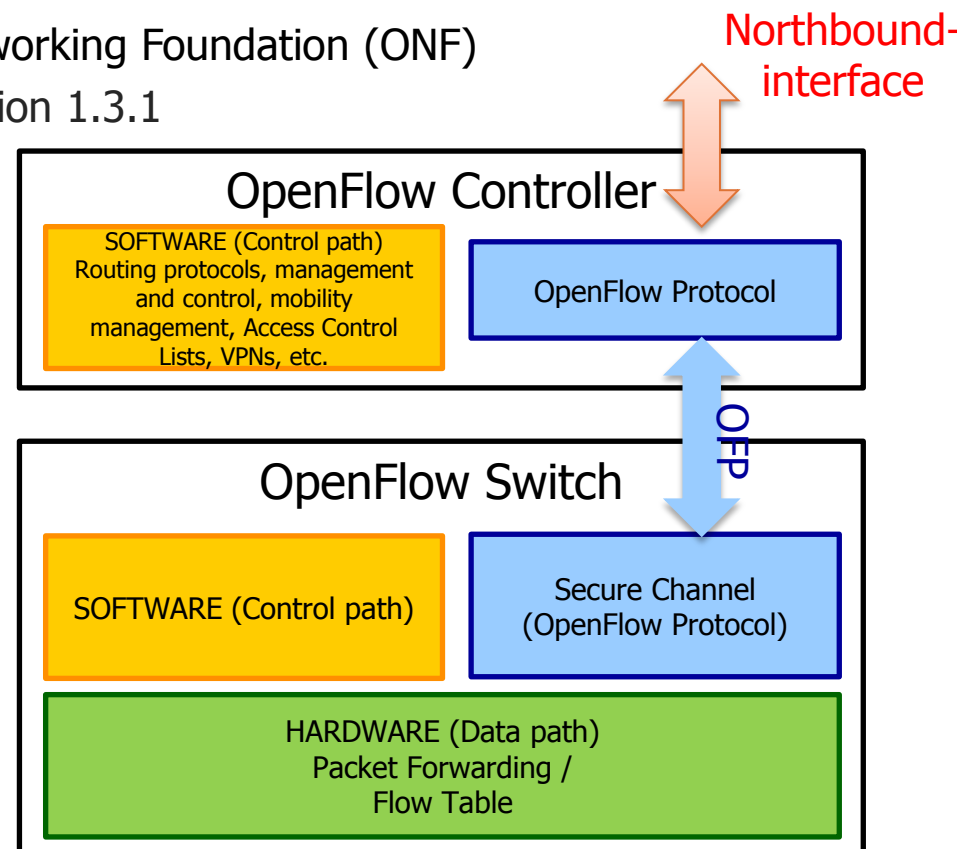 working Foundation (ONF)
ion 1.3.1
Northbound-
interface
OpenFlow Controller
SOFTWARE (Control path)
Routing protocols, management
and control, mobility
management, Access Control
Lists, VPNs, etc.
OpenFlow Protocol
OFP
OpenFlow Switch
SOFTWARE (Control path)
Secure Channel
(OpenFlow Protocol)
HARDWARE (Data path)
Packet Forwarding /
Flow Table